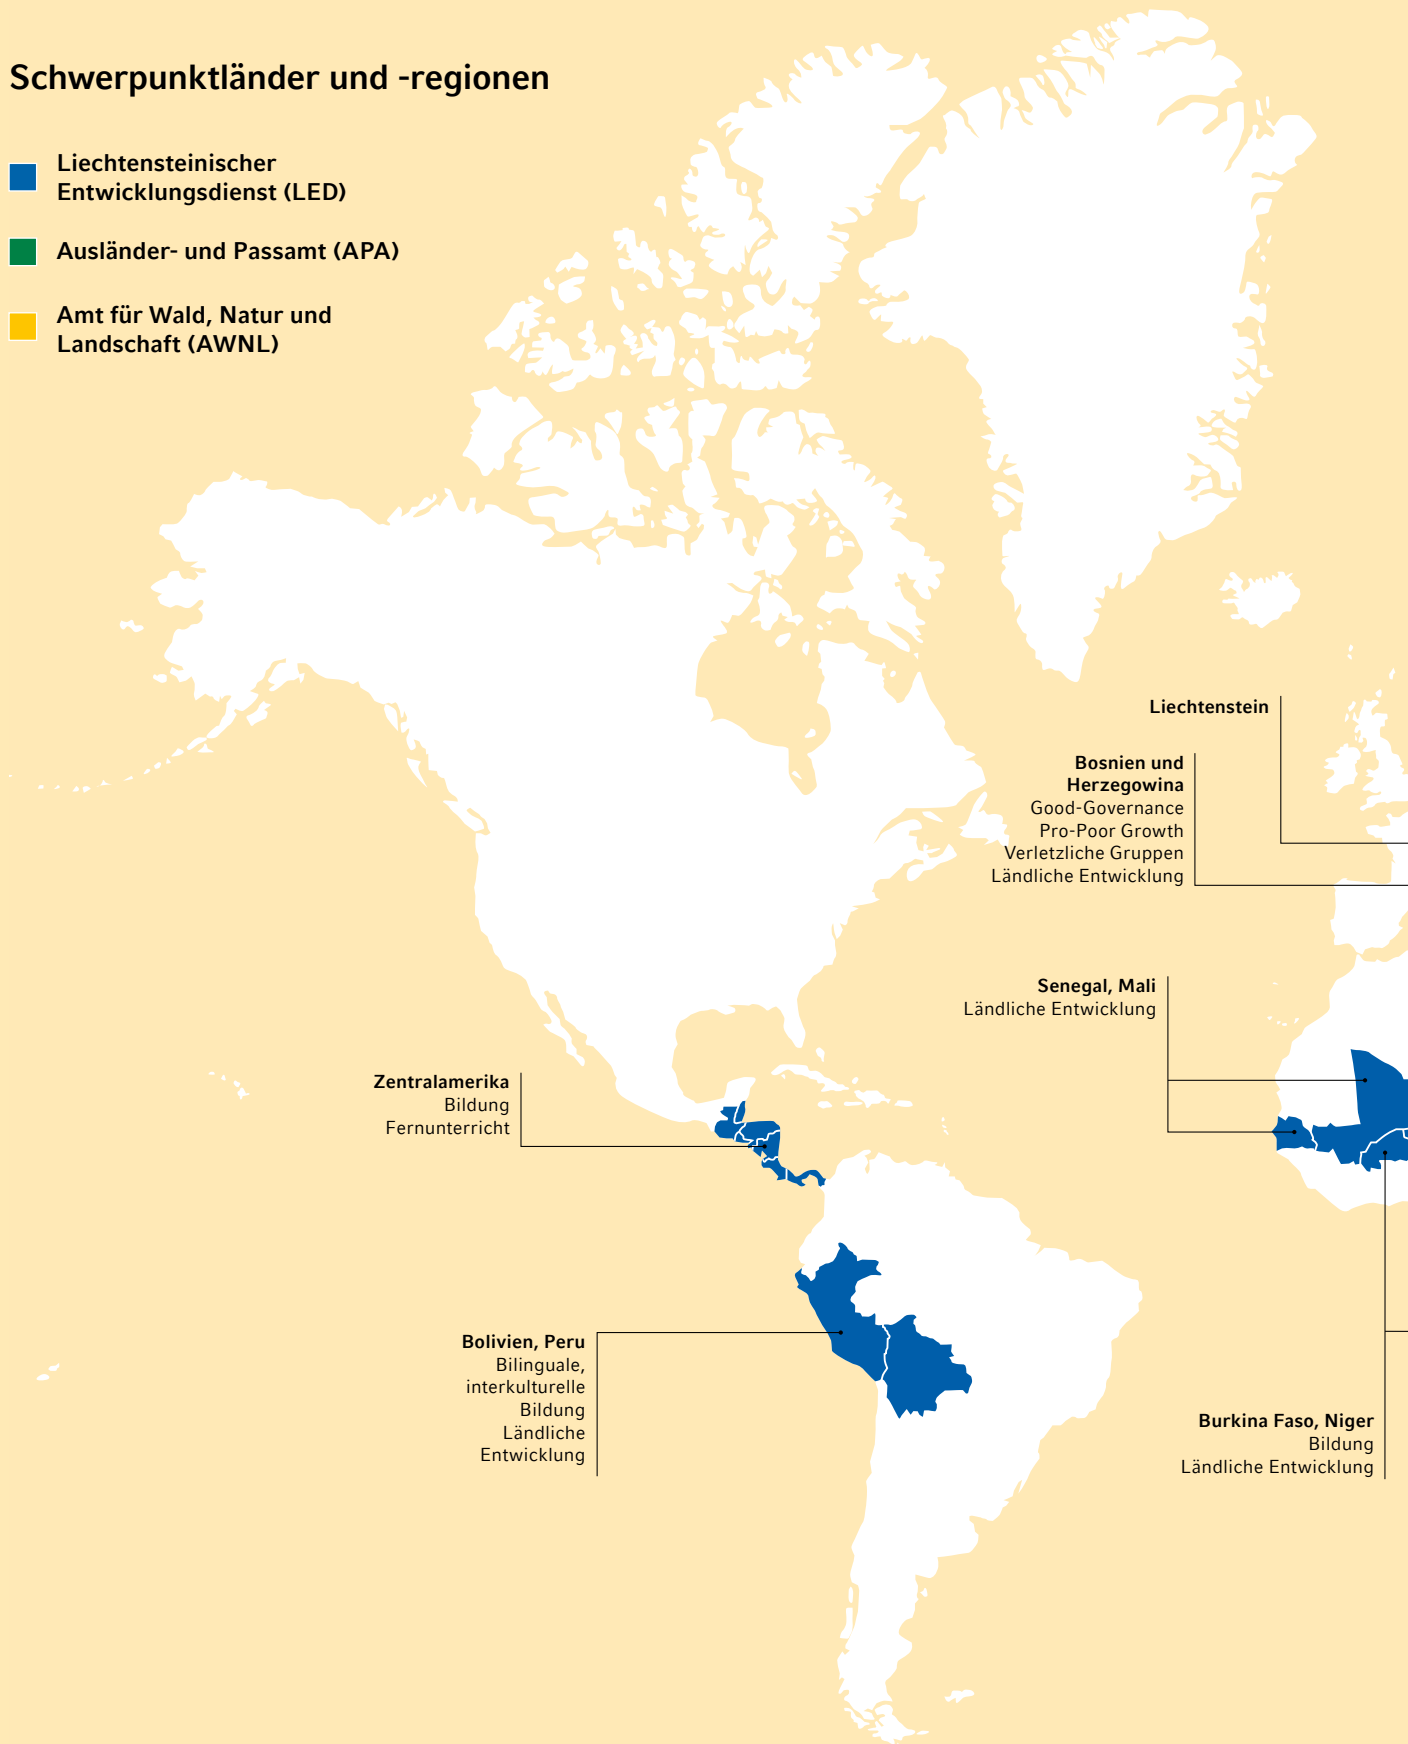 Schwerpunktländer und -regionen
Liechtensteinischer
Entwicklungsdienst (LED)
Ausländer- und Passamt (APA)
Amt für Wald, Natur und
Landschaft (AWNL)
Liechtenstein
Bosnien und
Herzegowina
Good-Governance
Pro-Poor Growth
Verletzliche Gruppen
Ländliche Entwicklung
Senegal, Mali
Ländliche Entwicklung
Zentralamerika
Bildung
Fernunterricht
Bolivien, Peru
Bilinguale,
interkulturelle
Bildung
Ländliche
Entwicklung
Burkina Faso, Niger
Bildung
Ländliche Entwicklung